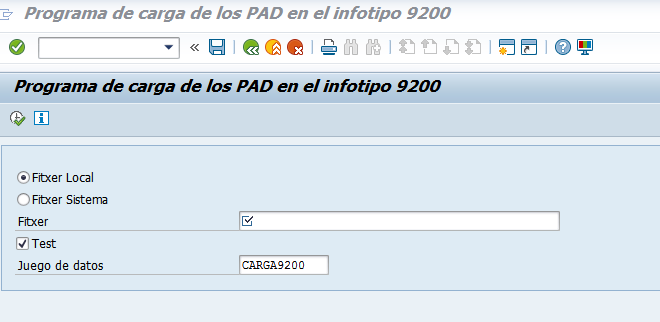 Programa de carga de los PAD en el infotipo 9200
Programa de carga de los PAD en el infotipo 9200
Fitxer Local
Fitxer Sistema
Fitxer
Test
Juego de datos CARGA9200